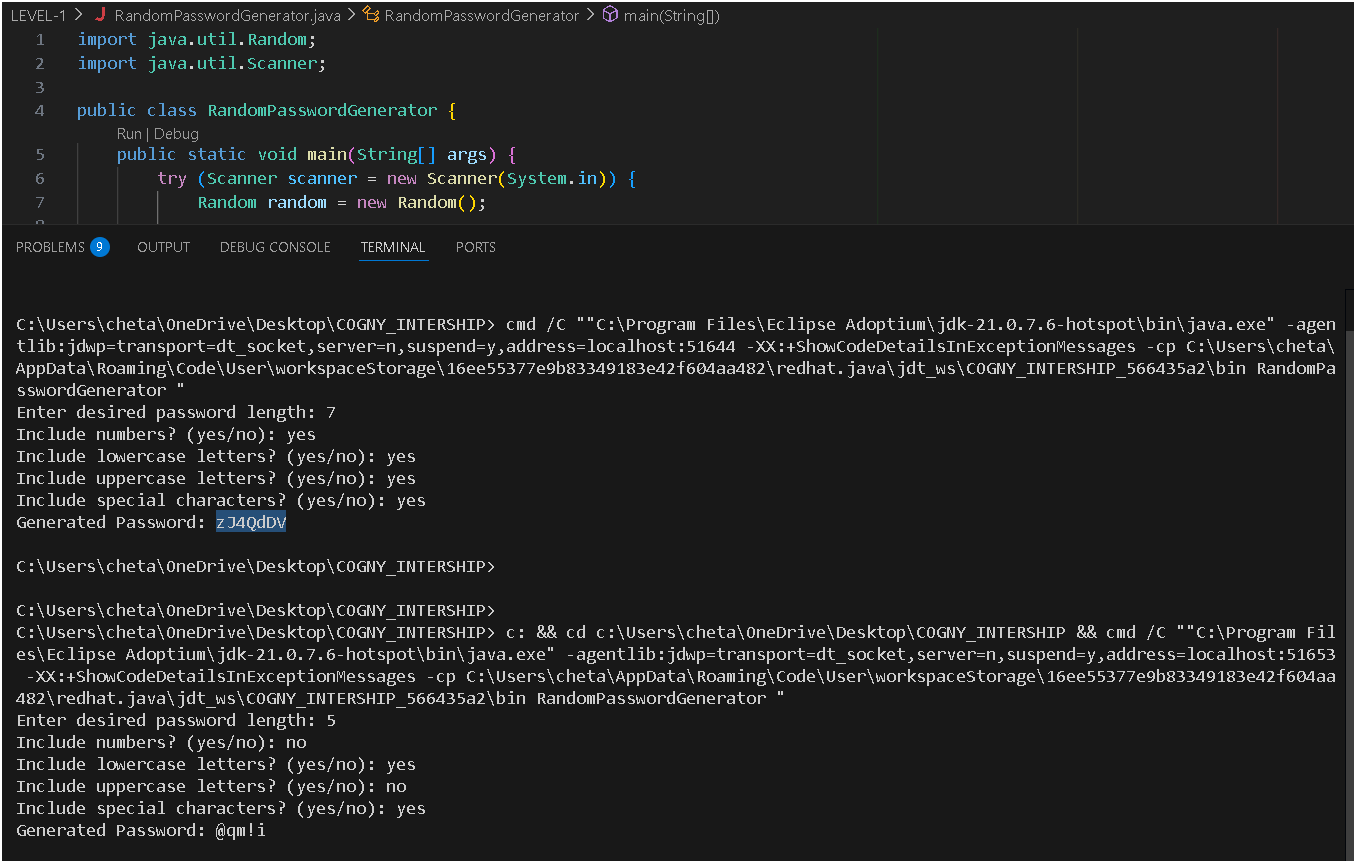 LEVEL-1 > RandomPasswordGenerator.java > RandomPasswordGenerator > main(String[])
1 import java.util.Random;
2 import java.util.Scanner;
3
4 public class RandomPasswordGenerator {
Run | Debug
5 public static void main(String[] args) {
6 try (Scanner scanner = new Scanner(System.in)) {
7 Random random = new Random();
8
PROBLEMS 9 OUTPUT DEBUG CONSOLE TERMINAL PORTS
C:\Users\cheta\OneDrive\Desktop\COGNY_INTERSHIP> cmd /C ""C:\Program Files\Eclipse Adoptium\jdk-21.0.7.6-hotspot\bin\java.exe" -agen
tlib:jdwp=transport=dt_socket,server=n,suspend=y,address=localhost:51644 -XX:+ShowCodeDetailsInExceptionMessages -cp C:\Users\cheta\
AppData\Roaming\Code\User\workspaceStorage\16ee55377e9b83349183e42f604aa482\redhat.java\jdt_ws\COGNY_INTERSHIP_566435a2\bin RandomPa
sswordGenerator "
Enter desired password length: 7
Include numbers? (yes/no): yes
Include lowercase letters? (yes/no): yes
Include uppercase letters? (yes/no): yes
Include special characters? (yes/no): yes
Generated Password: zJ4QdDV
C:\Users\cheta\OneDrive\Desktop\COGNY_INTERSHIP>
C:\Users\cheta\OneDrive\Desktop\COGNY_INTERSHIP>
C:\Users\cheta\OneDrive\Desktop\COGNY_INTERSHIP> c: && cd c:\Users\cheta\OneDrive\Desktop\COGNY_INTERSHIP && cmd /C ""C:\Program Fil
es\Eclipse Adoptium\jdk-21.0.7.6-hotspot\bin\java.exe" -agentlib:jdwp=transport=dt_socket,server=n,suspend=y,address=localhost:51653
-XX:+ShowCodeDetailsInExceptionMessages -cp C:\Users\cheta\AppData\Roaming\Code\User\workspaceStorage\16ee55377e9b83349183e42f604aa
482\redhat.java\jdt_ws\COGNY_INTERSHIP_566435a2\bin RandomPasswordGenerator "
Enter desired password length: 5
Include numbers? (yes/no): no
Include lowercase letters? (yes/no): yes
Include uppercase letters? (yes/no): no
Include special characters? (yes/no): yes
Generated Password: @qm!i